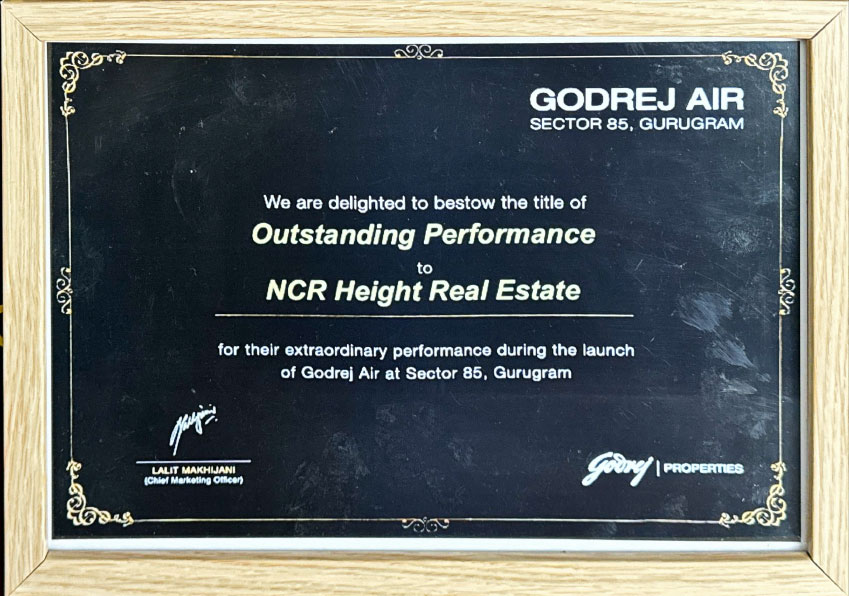 GODREJ AIR
SECTOR 85, GURUGRAM
We are delighted to bestow the title of
Outstanding Performance
to
NCR Height Real Estate
for their extraordinary performance during the launch
of Godrej Air at Sector 85, Gurugram
LALIT MAKHIJANI
(Chief Marketing Officer)
Godrej | PROPERTIES